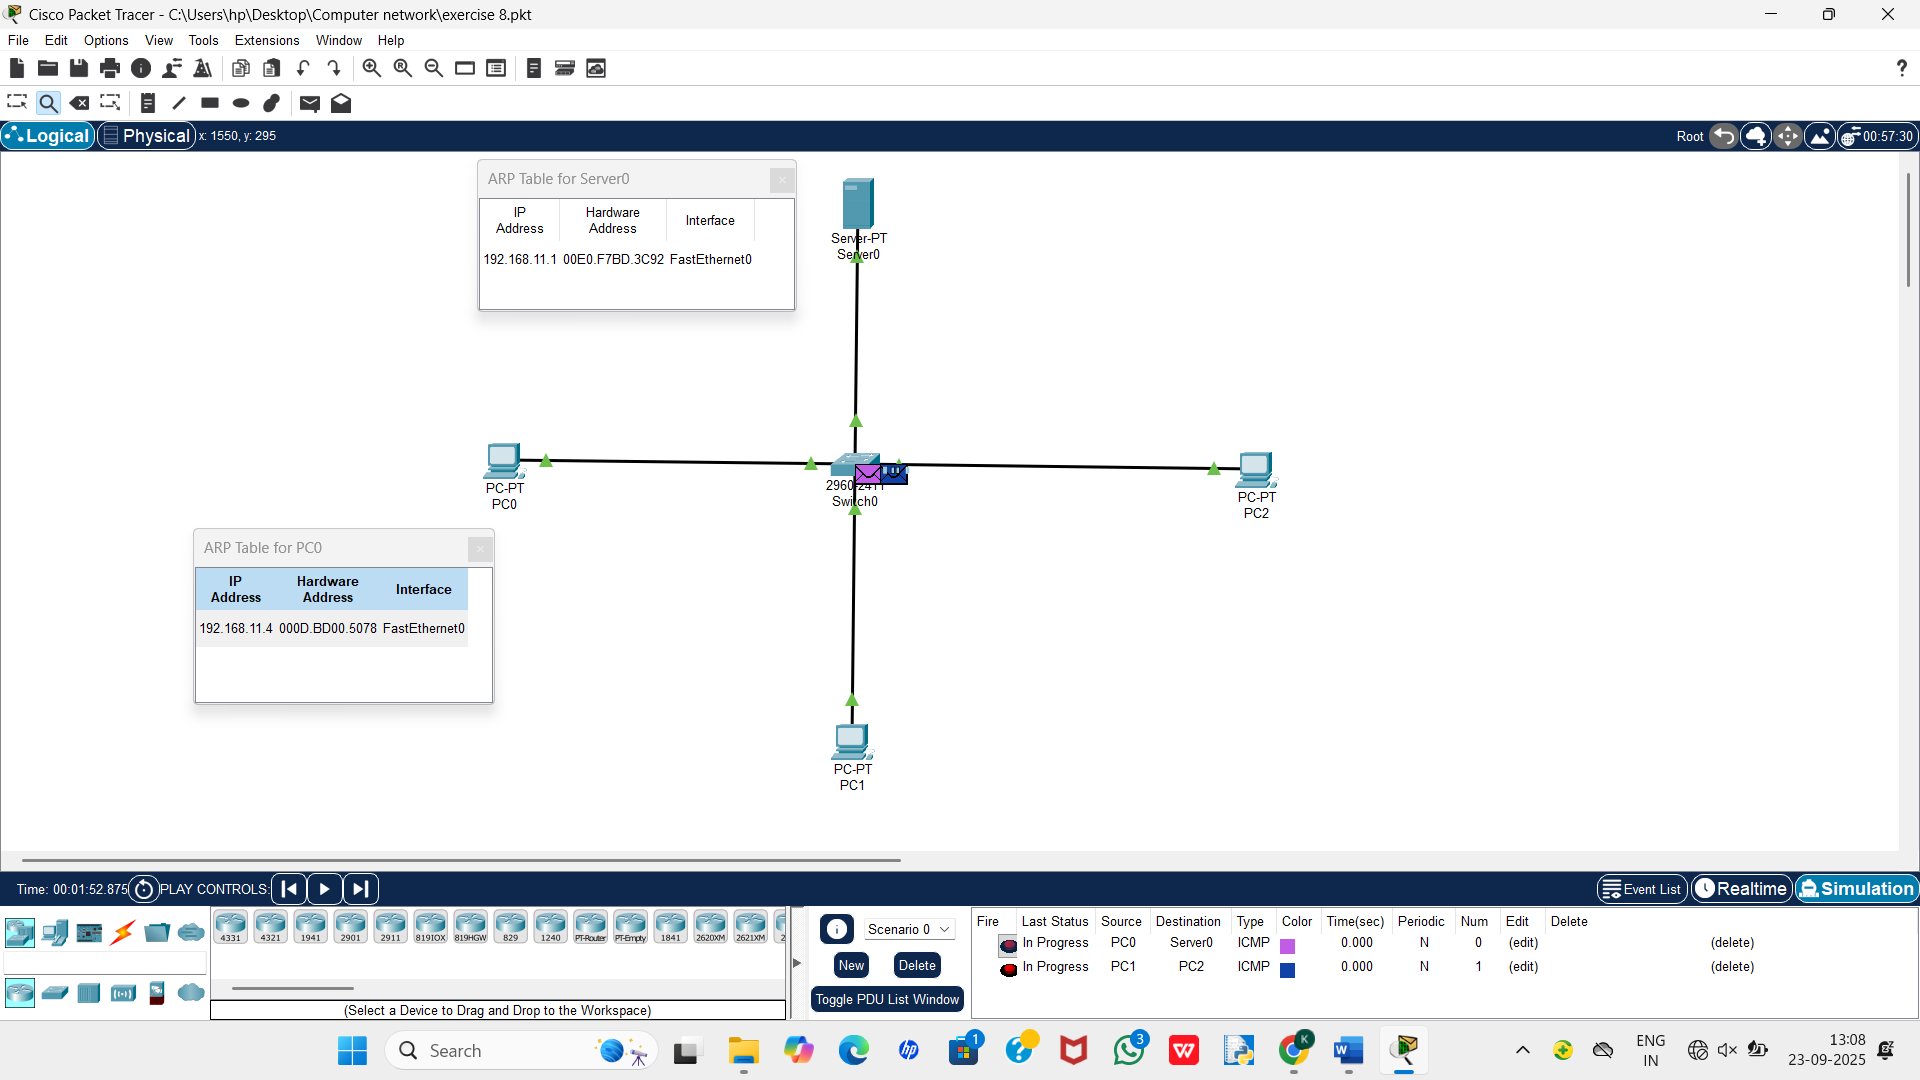 Cisco Packet Tracer - C:\Users\hp\Desktop\Computer network\exercise 8.pkt
File Edit Options View Tools Extensions Window Help
Logical Physical x: 1550, y: 295 Root 00:57:30
ARP Table for Server0
IP Address Hardware Address Interface
192.168.11.1 00E0.F7BD.3C92 FastEthernet0
Server-PT
Server0
PC-PT
PC0
Switch0
PC-PT
PC2
ARP Table for PC0
IP Address Hardware Address Interface
192.168.11.4 000D.BD00.5078 FastEthernet0
PC-PT
PC1
Time: 00:01:52.875 PLAY CONTROLS: Event List Realtime Simulation
4331 4321 1941 2901 2911 819IOX 819HGW 829 1240 PT-Router PT-Empty 1841 2620XM 2621XM 2
(Select a Device to Drag and Drop to the Workspace)
Scenario 0
New Delete
Toggle PDU List Window
Fire Last Status Source Destination Type Color Time(sec) Periodic Num Edit Delete
In Progress PC0 Server0 ICMP 0.000 N 0 (edit) (delete)
In Progress PC1 PC2 ICMP 0.000 N 1 (edit) (delete)
Search
hp
1
3
W
K
W
ENG
IN
13:08
23-09-2025